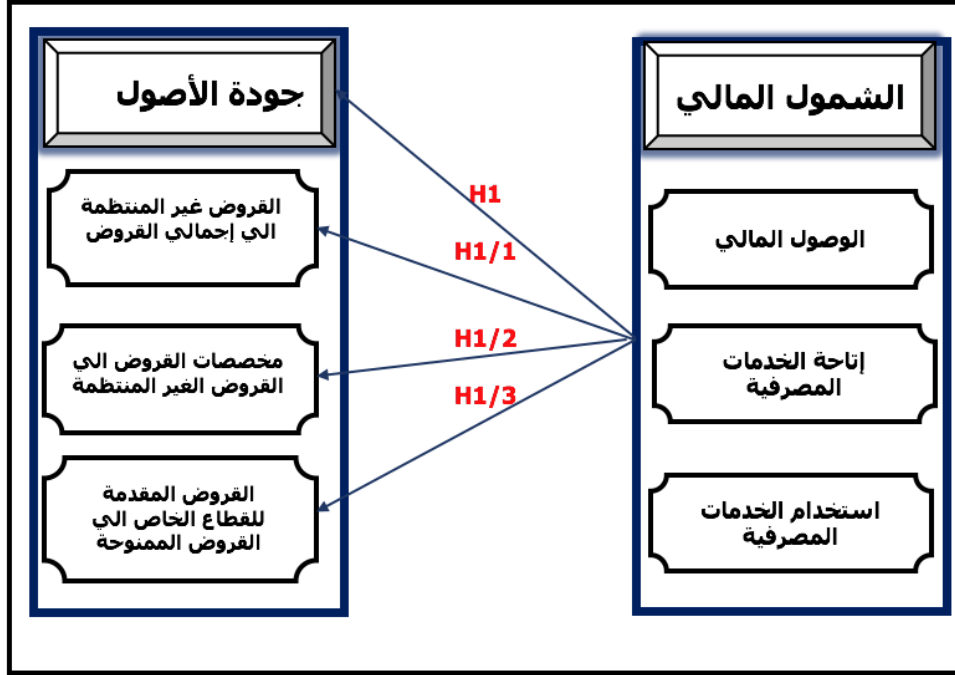 الشمول المالي
الوصول المالي
إتاحة الخدمات
المصرفية
استخدام الخدمات
المصرفية
H1
H1/1
H1/2
H1/3
جودة الأصول
القروض غير المنتظمة
الي إجمالي القروض
مخصصات القروض الي
القروض الغير المنتظمة
القروض المقدمة
للقطاع الخاص الي
القروض الممنوحة